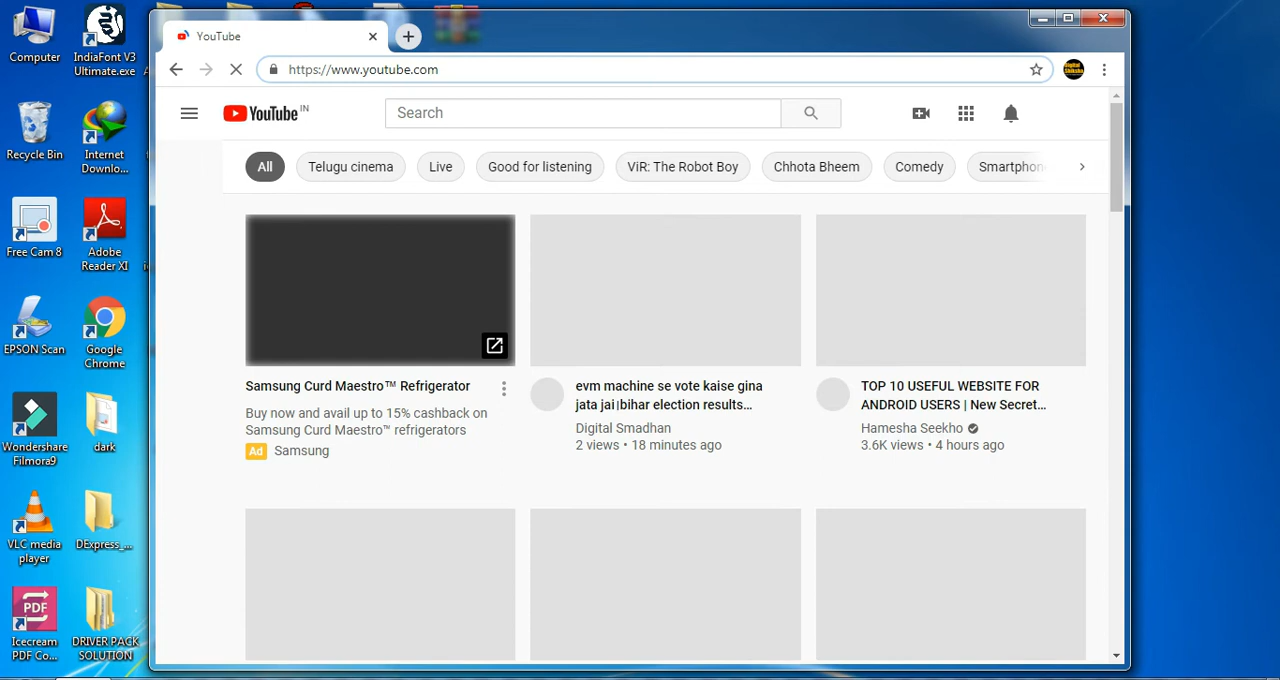 Computer
IndiaFont V3
Ultimate.exe
Recycle Bin
Internet
Downlo...
Free Cam 8
Adobe
Reader XI
EPSON Scan
Google
Chrome
Wondershare
Filmora9
dark
VLC media
player
DExpress_...
PDF
Icecream
PDF Co...
DRIVER PACK
SOLUTION
YouTube
https://www.youtube.com
YouTube IN
Search
All
Telugu cinema
Live
Good for listening
ViR: The Robot Boy
Chhota Bheem
Comedy
Smartphon
Samsung Curd Maestro™ Refrigerator
Buy now and avail up to 15% cashback on
Samsung Curd Maestro™ refrigerators
Ad Samsung
evm machine se vote kaise gina
jata jai|bihar election results...
Digital Smadhan
2 views • 18 minutes ago
TOP 10 USEFUL WEBSITE FOR
ANDROID USERS | New Secret...
Hamesha Seekho
3.6K views • 4 hours ago